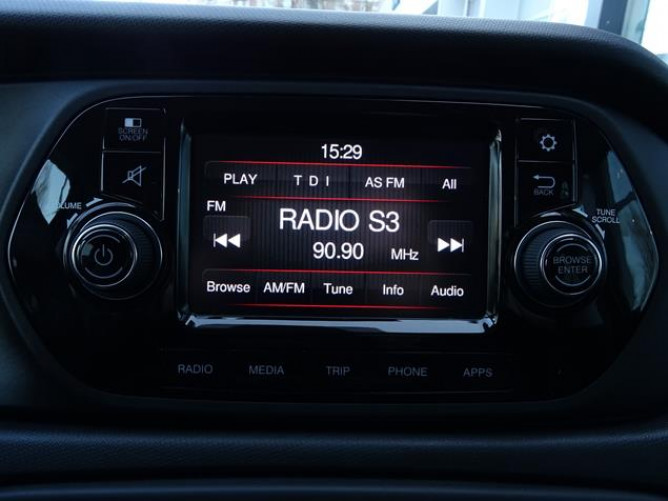 SCREEN
ON/OFF
15:29
PLAY T D I AS FM All
BACK
VOLUME
FM
RADIO S3
90.90 MHz
TUNE
SCROLL
BROWSE
ENTER
Browse AM/FM Tune Info Audio
RADIO MEDIA TRIP PHONE APPS